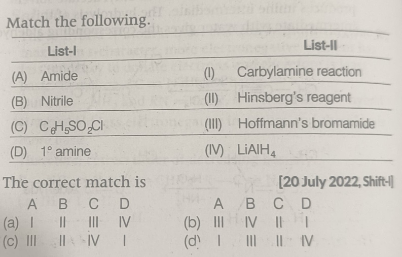 Match the following.
List-I List-II
(A) Amide (I) Carbylamine reaction
(B) Nitrile (II) Hinsberg's reagent
(C) C₆H₅SO₂Cl (III) Hoffmann's bromamide
(D) 1° amine (IV) LiAlH₄
The correct match is [20 July 2022, Shift-I]
A B C D A B C D
(a) I II III IV (b) III IV II I
(c) III II IV I (d) I III II IV